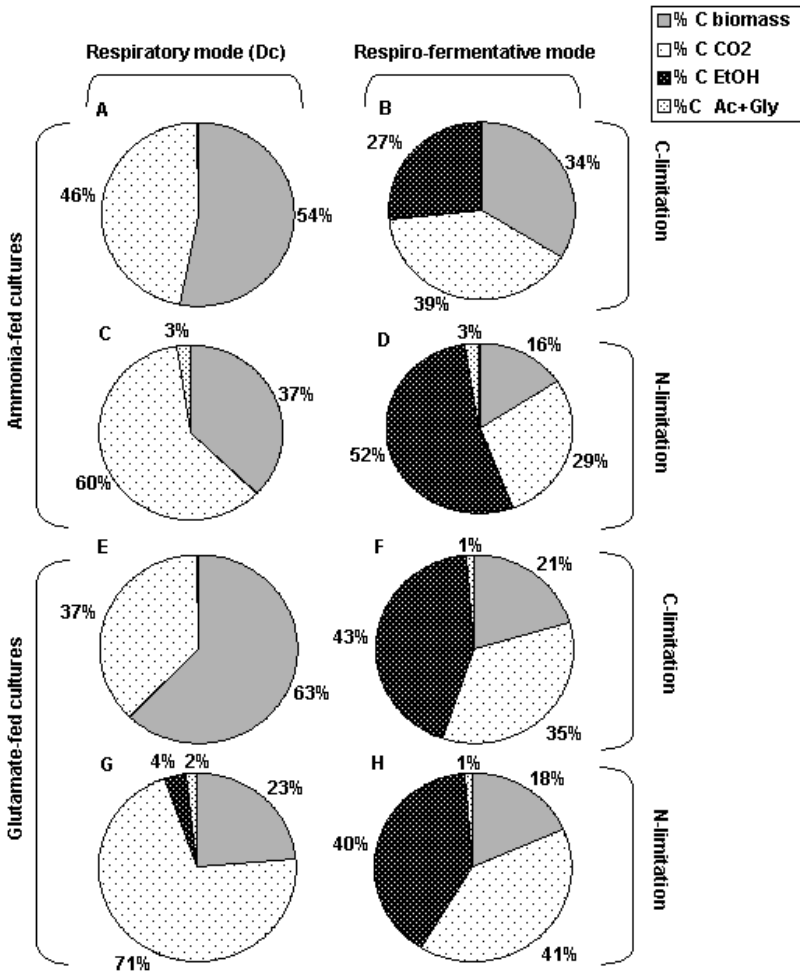 % C biomass
% C CO2
% C EtOH
%C Ac+Gly
Respiratory mode (Dc)
Respiro-fermentative mode
Ammonia-fed cultures
Glutamate-fed cultures
A
46%
54%
B
27%
34%
39%
C-limitation
C
3%
37%
60%
D
3%
16%
52%
29%
N-limitation
E
37%
63%
F
1%
21%
43%
35%
C-limitation
G
4%
2%
23%
71%
H
1%
18%
40%
41%
N-limitation